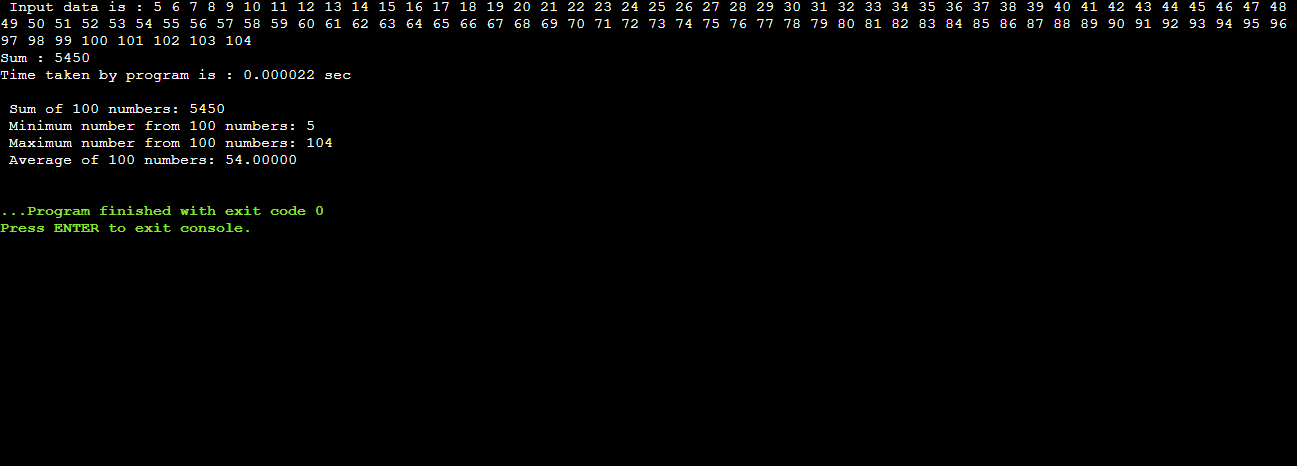 Input data is : 5 6 7 8 9 10 11 12 13 14 15 16 17 18 19 20 21 22 23 24 25 26 27 28 29 30 31 32 33 34 35 36 37 38 39 40 41 42 43 44 45 46 47 48
49 50 51 52 53 54 55 56 57 58 59 60 61 62 63 64 65 66 67 68 69 70 71 72 73 74 75 76 77 78 79 80 81 82 83 84 85 86 87 88 89 90 91 92 93 94 95 96
97 98 99 100 101 102 103 104
Sum : 5450
Time taken by program is : 0.000022 sec
Sum of 100 numbers: 5450
Minimum number from 100 numbers: 5
Maximum number from 100 numbers: 104
Average of 100 numbers: 54.00000
...Program finished with exit code 0
Press ENTER to exit console.